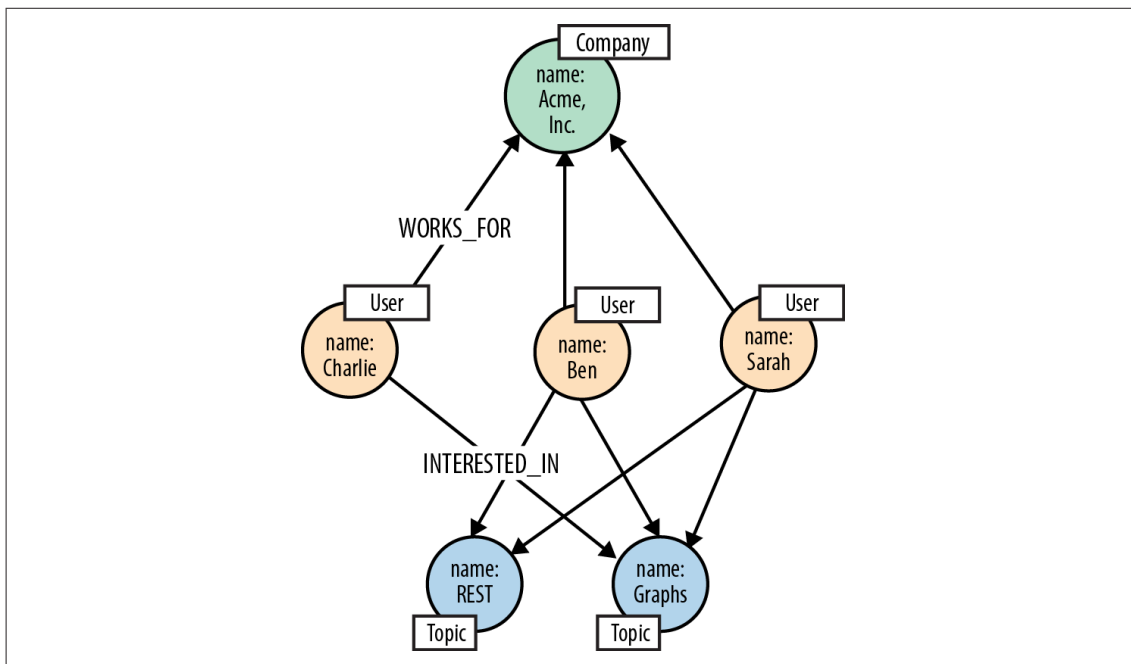 Company
name:
Acme,
Inc.
WORKS_FOR
User
name:
Charlie
User
name:
Ben
User
name:
Sarah
INTERESTED_IN
name:
REST
Topic
name:
Graphs
Topic